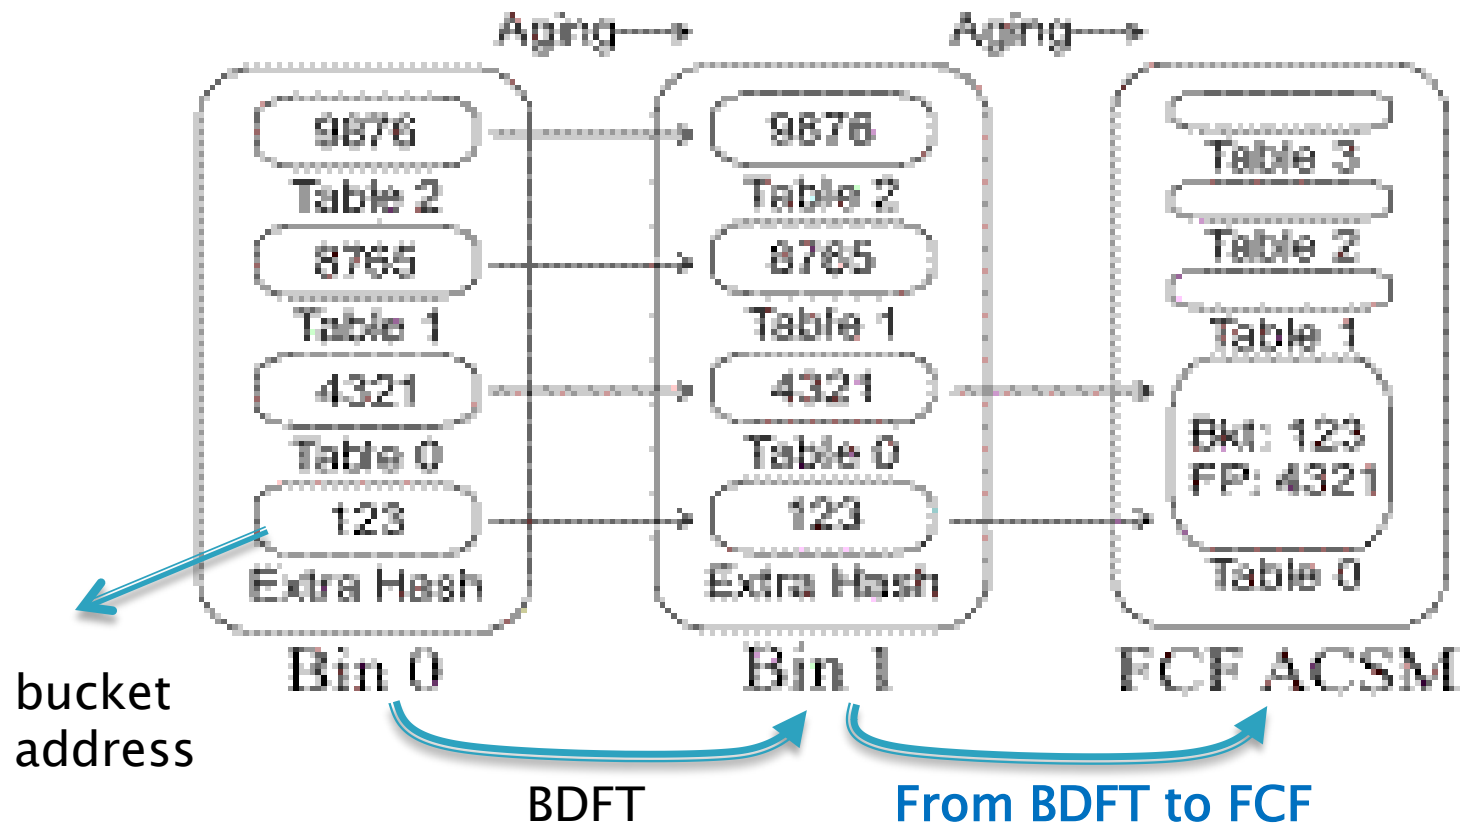 Aging
Aging
9876
Table 2
8765
Table 1
4321
Table 0
123
Extra Hash
Bin 0
9876
Table 2
8765
Table 1
4321
Table 0
123
Extra Hash
Bin 1
Table 3
Table 2
Table 1
Bkt: 123
FP: 4321
Table 0
FCF ACSM
bucket
address
BDFT
From BDFT to FCF